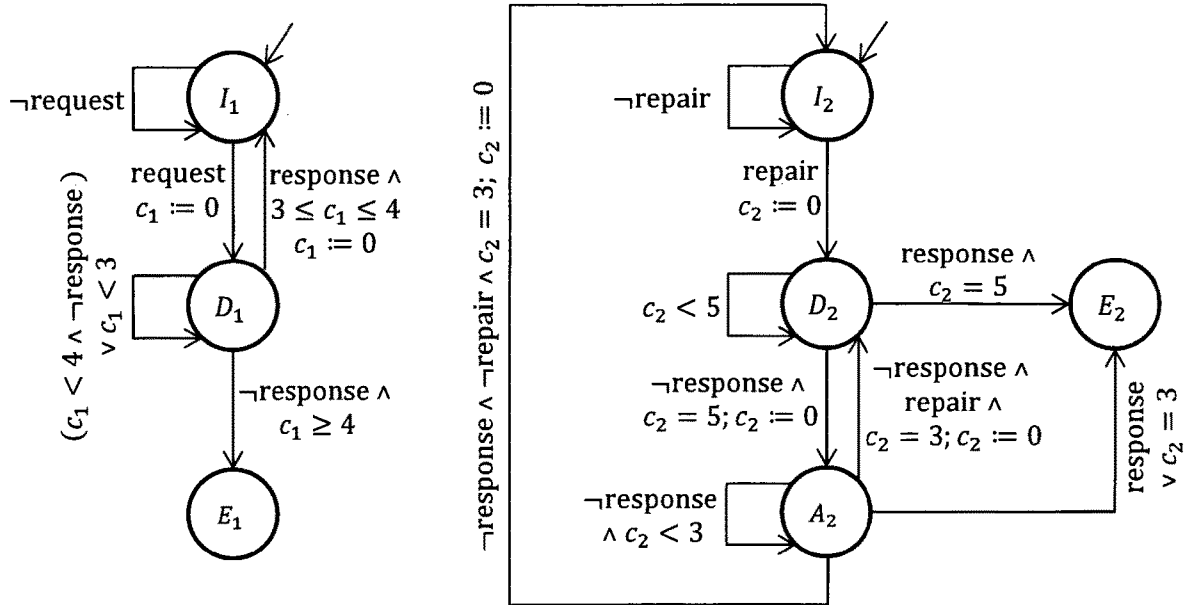 I₁
¬request
request
c₁ := 0
response ∧
3 ≤ c₁ ≤ 4
c₁ := 0
(c₁ < 4 ∧ ¬response )
∨ c₁ < 3
D₁
¬response ∧
c₁ ≥ 4
E₁
¬response ∧ ¬repair ∧ c₂ = 3; c₂ := 0
I₂
¬repair
repair
c₂ := 0
D₂
c₂ < 5
response ∧
c₂ = 5
E₂
¬response ∧
c₂ = 5; c₂ := 0
¬response ∧
repair ∧
c₂ = 3; c₂ := 0
A₂
¬response
∧ c₂ < 3
response
∨ c₂ = 3